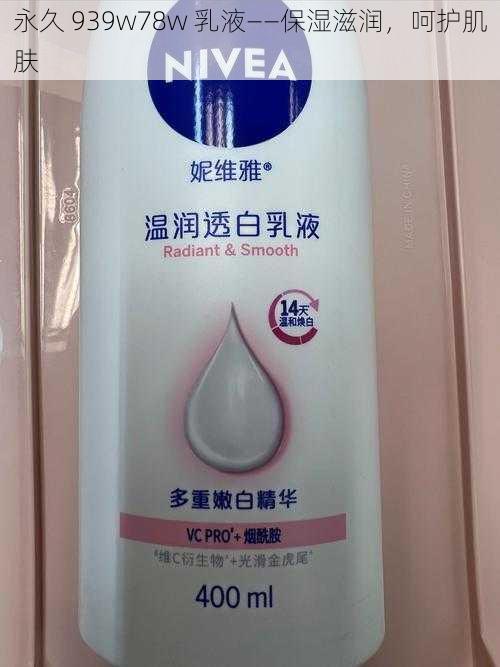 永久 939w78w 乳液——保湿滋润，呵护肌
肤
NIVEA
妮维雅®
温润透白乳液
Radiant & Smooth
14天
温和焕白
多重嫩白精华
VC PRO*+ 烟酰胺
*维C衍生物*+光滑金虎尾
400 ml
MADE IN CHINA
8604